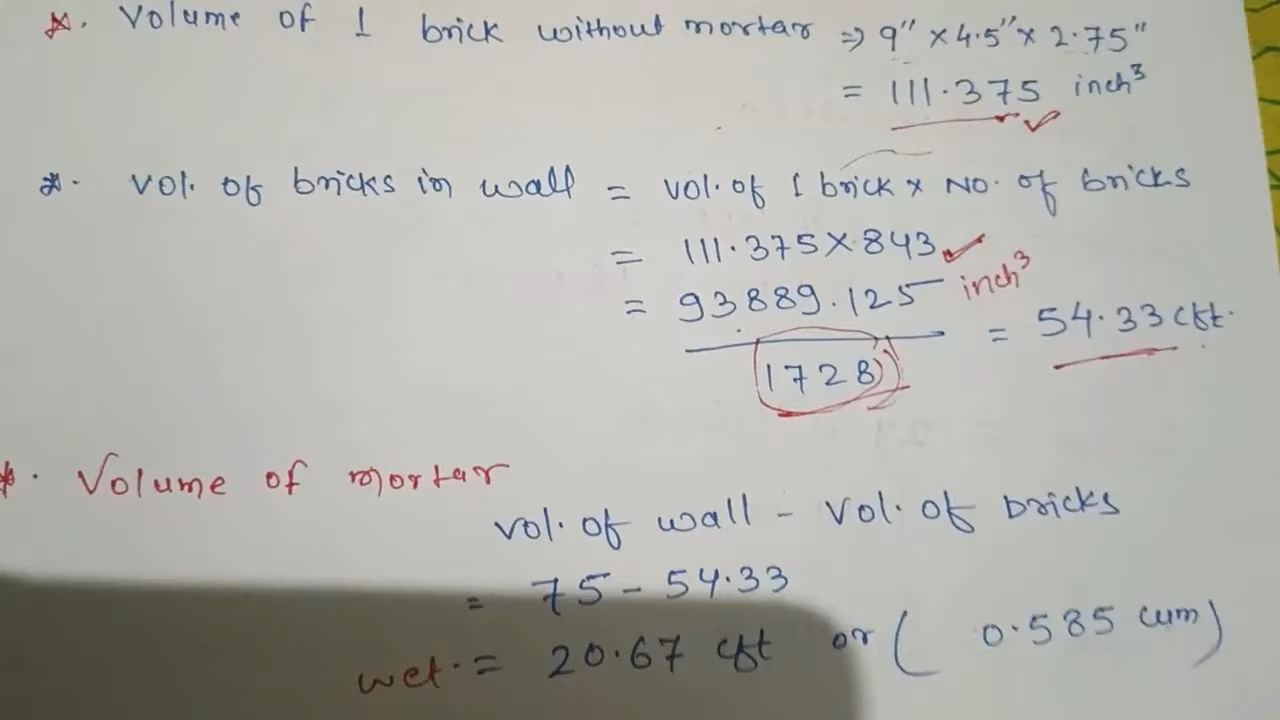 *. Volume of 1 brick without mortar ⇒ 9" × 4.5" × 2.75"
= 111.375 inch³
*. Vol. of bricks in wall = vol. of 1 brick × No. of bricks
= 111.375 × 843
= 93889.125 inch³
1728
= 54.33 cft.
*. Volume of mortar
vol. of wall - vol. of bricks
= 75 - 54.33
wet. = 20.67 cft or ( 0.585 cum)